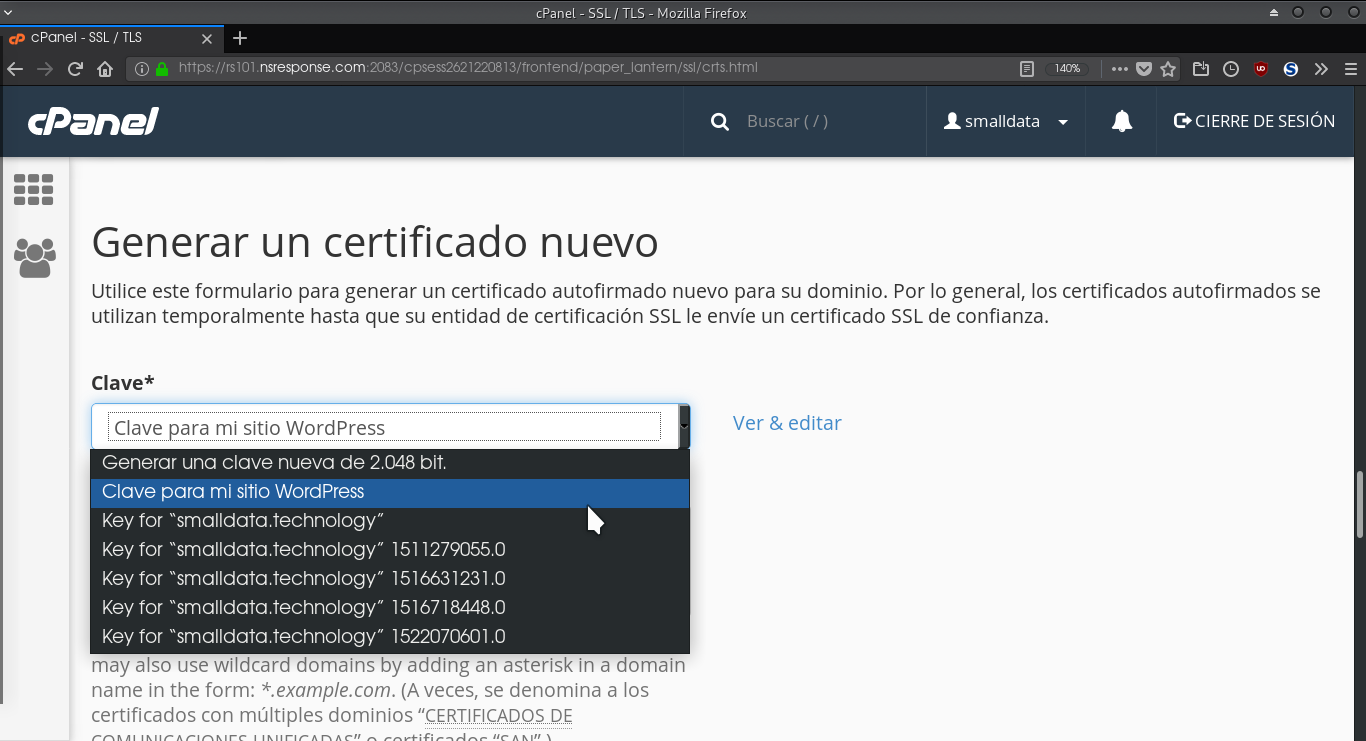 cPanel - SSL / TLS - Mozilla Firefox
cPanel - SSL / TLS
https://rs101.nsresponse.com:2083/cpsess2621220813/frontend/paper_lantern/ssl/crts.html
140%
cPanel
Buscar ( / )
smalldata
CIERRE DE SESIÓN
Generar un certificado nuevo
Utilice este formulario para generar un certificado autofirmado nuevo para su dominio. Por lo general, los certificados autofirmados se
utilizan temporalmente hasta que su entidad de certificación SSL le envíe un certificado SSL de confianza.
Clave*
Clave para mi sitio WordPress
Ver & editar
Generar una clave nueva de 2.048 bit.
Clave para mi sitio WordPress
Key for “smalldata.technology”
Key for “smalldata.technology” 1511279055.0
Key for “smalldata.technology” 1516631231.0
Key for “smalldata.technology” 1516718448.0
Key for “smalldata.technology” 1522070601.0
may also use wildcard domains by adding an asterisk in a domain
name in the form: *.example.com. (A veces, se denomina a los
certificados con múltiples dominios “CERTIFICADOS DE
COMUNICACIONES UNIFICADAS” o certificados “SAN”.)